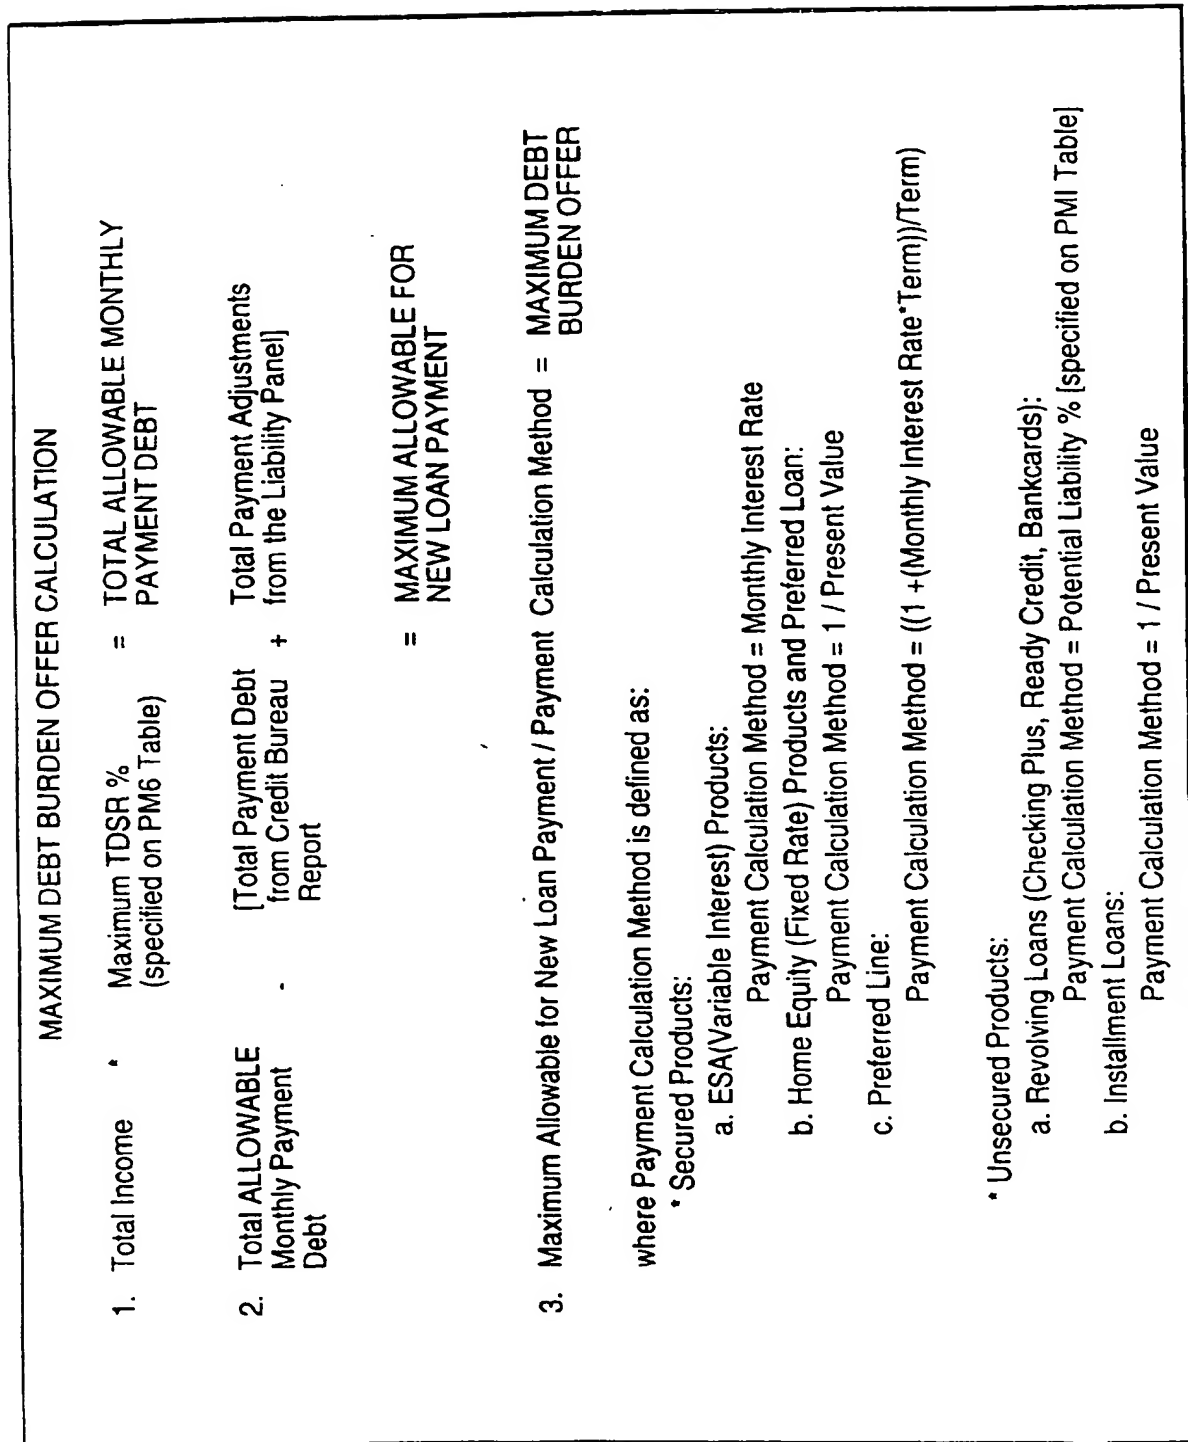 MAXIMUM DEBT BURDEN OFFER CALCULATION
1. Total Income * Maximum TDSR % = TOTAL ALLOWABLE MONTHLY
(specified on PM6 Table) PAYMENT DEBT
2. Total ALLOWABLE - [Total Payment Debt + Total Payment Adjustments
Monthly Payment from Credit Bureau from the Liability Panel]
Debt Report
= MAXIMUM ALLOWABLE FOR
NEW LOAN PAYMENT
3. Maximum Allowable for New Loan Payment / Payment Calculation Method = MAXIMUM DEBT
BURDEN OFFER
where Payment Calculation Method is defined as:
* Secured Products:
a. ESA(Variable Interest) Products:
Payment Calculation Method = Monthly Interest Rate
b. Home Equity (Fixed Rate) Products and Preferred Loan:
Payment Calculation Method = 1 / Present Value
c. Preferred Line:
Payment Calculation Method = ((1 +(Monthly Interest Rate*Term))/Term)
* Unsecured Products:
a. Revolving Loans (Checking Plus, Ready Credit, Bankcards):
Payment Calculation Method = Potential Liability % [specified on PMI Table]
b. Installment Loans:
Payment Calculation Method = 1 / Present Value